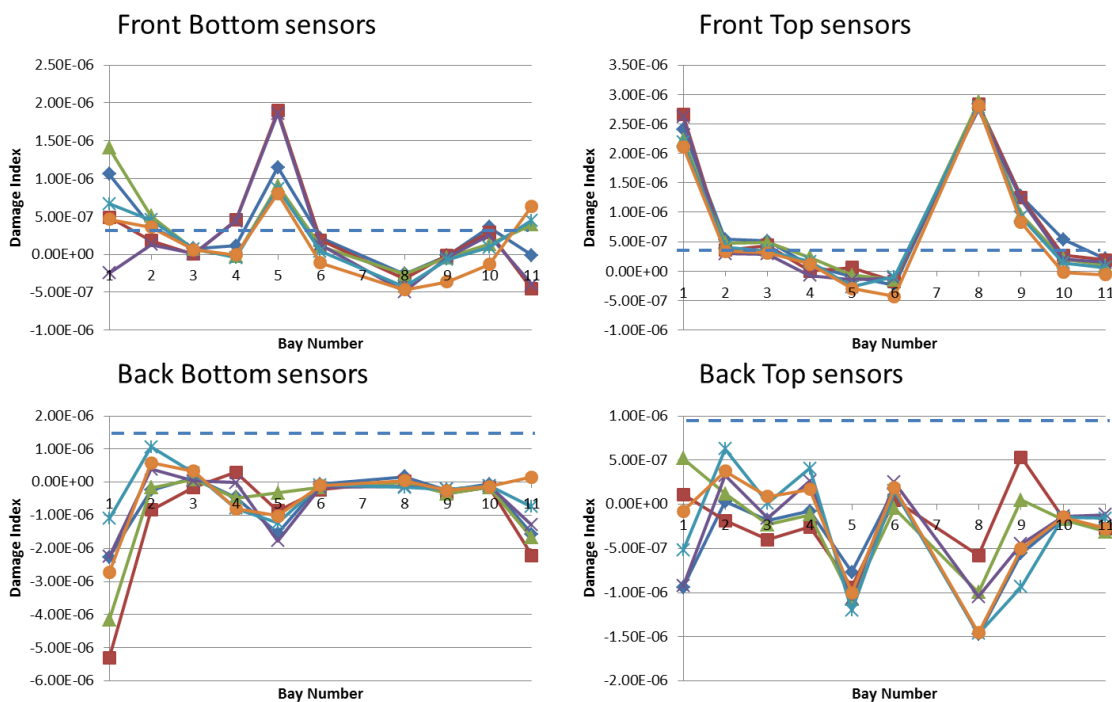 Front Bottom sensors
2.50E-06
2.00E-06
1.50E-06
1.00E-06
5.00E-07
0.00E+00
-5.00E-07
-1.00E-06
Damage Index
1 2 3 4 5 6 7 8 9 10 11
Bay Number
Front Top sensors
3.50E-06
3.00E-06
2.50E-06
2.00E-06
1.50E-06
1.00E-06
5.00E-07
0.00E+00
-5.00E-07
-1.00E-06
Damage Index
1 2 3 4 5 6 7 8 9 10 11
Bay Number
Back Bottom sensors
2.00E-06
1.00E-06
0.00E+00
-1.00E-06
-2.00E-06
-3.00E-06
-4.00E-06
-5.00E-06
-6.00E-06
Damage Index
1 2 3 4 5 6 7 8 9 10 11
Bay Number
Back Top sensors
1.00E-06
5.00E-07
0.00E+00
-5.00E-07
-1.00E-06
-1.50E-06
-2.00E-06
Damage Index
1 2 3 4 5 6 7 8 9 10 11
Bay Number